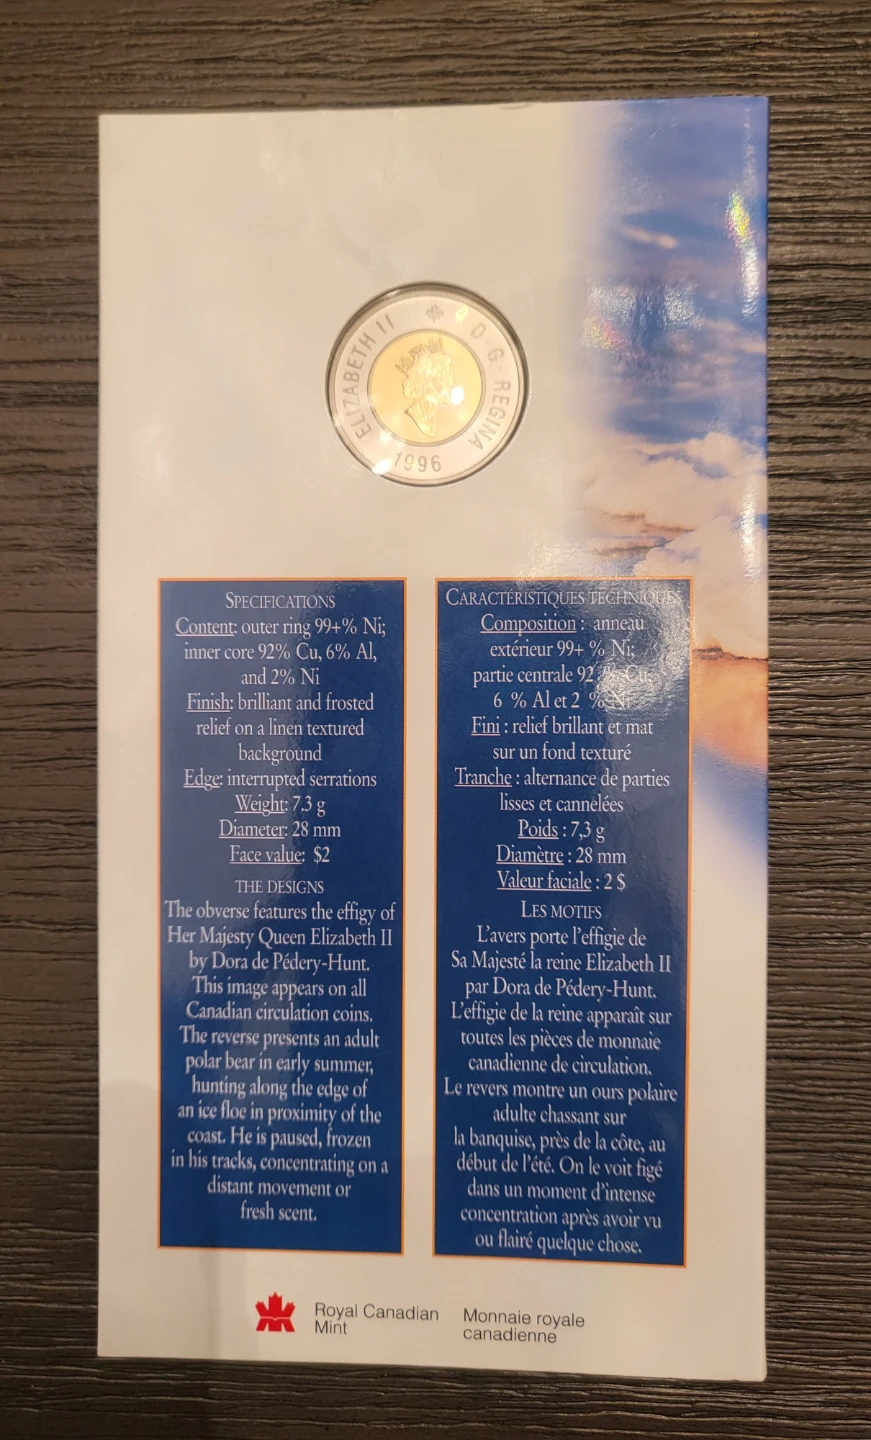 ELIZABETH II
D·G·REGINA
1996
SPECIFICATIONS
Content: outer ring 99+% Ni;
inner core 92% Cu, 6% Al,
and 2% Ni
Finish: brilliant and frosted
relief on a linen textured
background
Edge: interrupted serrations
Weight: 7.3 g
Diameter: 28 mm
Face value: $2
THE DESIGNS
The obverse features the effigy of
Her Majesty Queen Elizabeth II
by Dora de Pédery-Hunt.
This image appears on all
Canadian circulation coins.
The reverse presents an adult
polar bear in early summer,
hunting along the edge of
an ice floe in proximity of the
coast. He is paused, frozen
in his tracks, concentrating on a
distant movement or
fresh scent.
CARACTÉRISTIQUES TECHNIQUES
Composition : anneau
extérieur 99+ % Ni;
partie centrale 92 % Cu,
6 % Al et 2 % Ni
Fini : relief brillant et mat
sur un fond texturé
Tranche : alternance de parties
lisses et cannelées
Poids : 7,3 g
Diamètre : 28 mm
Valeur faciale : 2 $
LES MOTIFS
L'avers porte l'effigie de
Sa Majesté la reine Elizabeth II
par Dora de Pédery-Hunt.
L'effigie de la reine apparaît sur
toutes les pièces de monnaie
canadienne de circulation.
Le revers montre un ours polaire
adulte chassant sur
la banquise, près de la côte, au
début de l'été. On le voit figé
dans un moment d'intense
concentration après avoir vu
ou flairé quelque chose.
Royal Canadian
Mint
Monnaie royale
canadienne